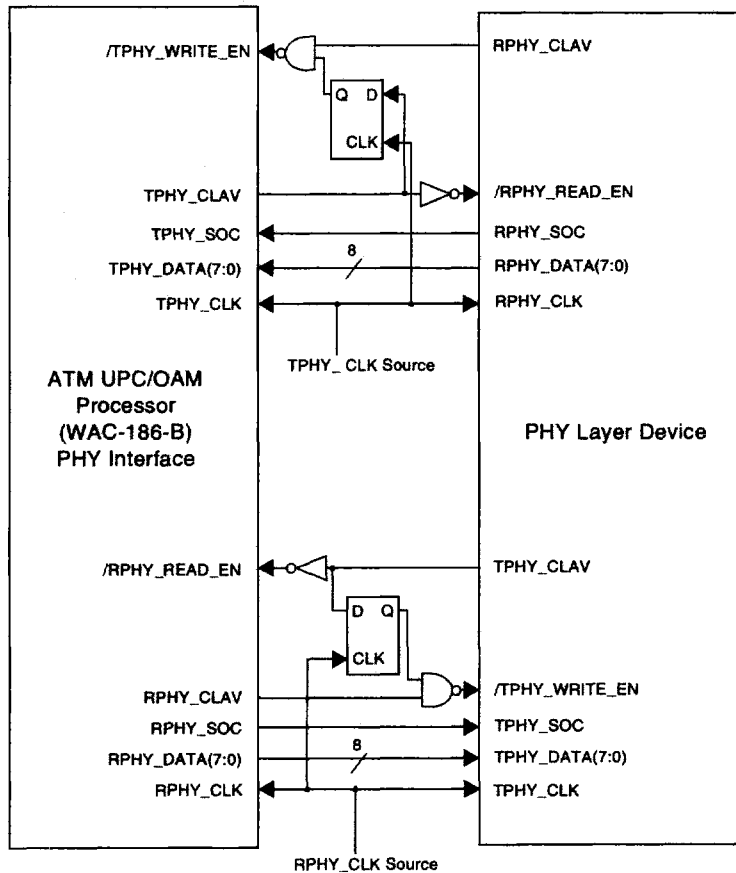 /TPHY_WRITE_EN
RPHY_CLAV
Q D
CLK
TPHY_CLAV
/RPHY_READ_EN
TPHY_SOC
RPHY_SOC
TPHY_DATA(7:0)
8
RPHY_DATA(7:0)
TPHY_CLK
RPHY_CLK
TPHY_ CLK Source
ATM UPC/OAM
Processor
(WAC-186-B)
PHY Interface
PHY Layer Device
/RPHY_READ_EN
TPHY_CLAV
D Q
CLK
RPHY_CLAV
/TPHY_WRITE_EN
RPHY_SOC
TPHY_SOC
RPHY_DATA(7:0)
8
TPHY_DATA(7:0)
RPHY_CLK
TPHY_CLK
RPHY_CLK Source